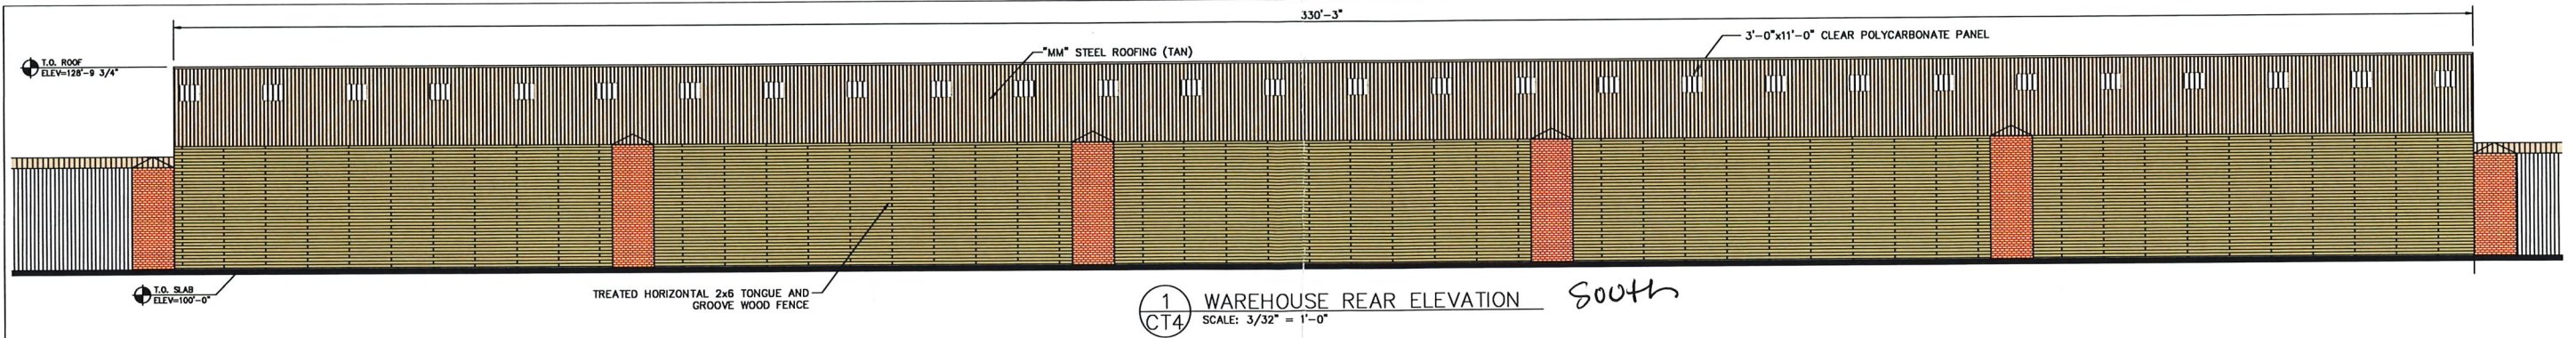 330'-3"
3'-0"x11'-0" CLEAR POLYCARBONATE PANEL
"MM" STEEL ROOFING (TAN)
T.O. ROOF
ELEV=128'-9 3/4"
T.O. SLAB
ELEV=100'-0"
TREATED HORIZONTAL 2x6 TONGUE AND
GROOVE WOOD FENCE
1
CT4
WAREHOUSE REAR ELEVATION
SCALE: 3/32" = 1'-0"
South